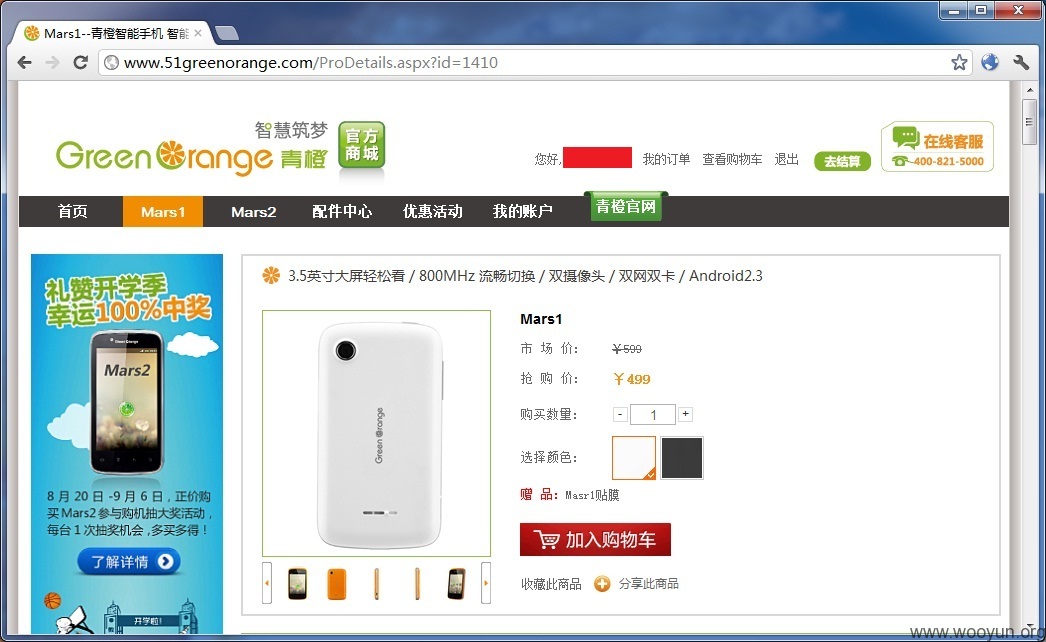 Mars1--青橙智能手机 智能
www.51greenorange.com/ProDetails.aspx?id=1410
智慧筑梦
Green Orange 青橙
官方
商城
您好,
我的订单 查看购物车 退出
去结算
在线客服
400-821-5000
首页 Mars1 Mars2 配件中心 优惠活动 我的账户 青橙官网
礼赞开学季
幸运100%中奖
Mars2
8月20日-9月6日，正价购
买Mars2参与购机抽大奖活动，
每台1次抽奖机会，多买多得！
了解详情
开学啦!
3.5英寸大屏轻松看 / 800MHz 流畅切换 / 双摄像头 / 双网双卡 / Android2.3
Green Orange
Mars1
市 场 价： ￥599
抢 购 价： ￥499
购买数量： - 1 +
选择颜色：
赠 品： Masr1贴膜
加入购物车
收藏此商品 分享此商品
www.wooyun.org